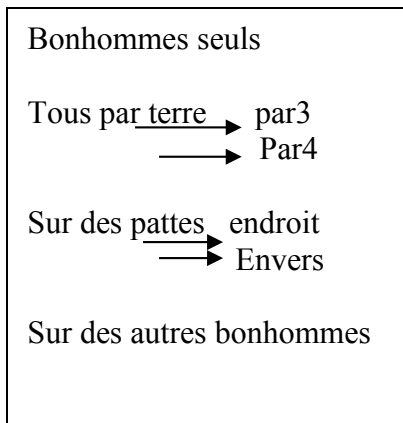 Bonhommes seuls
Tous par terre par3
Par4
Sur des pattes endroit
Envers
Sur des autres bonhommes